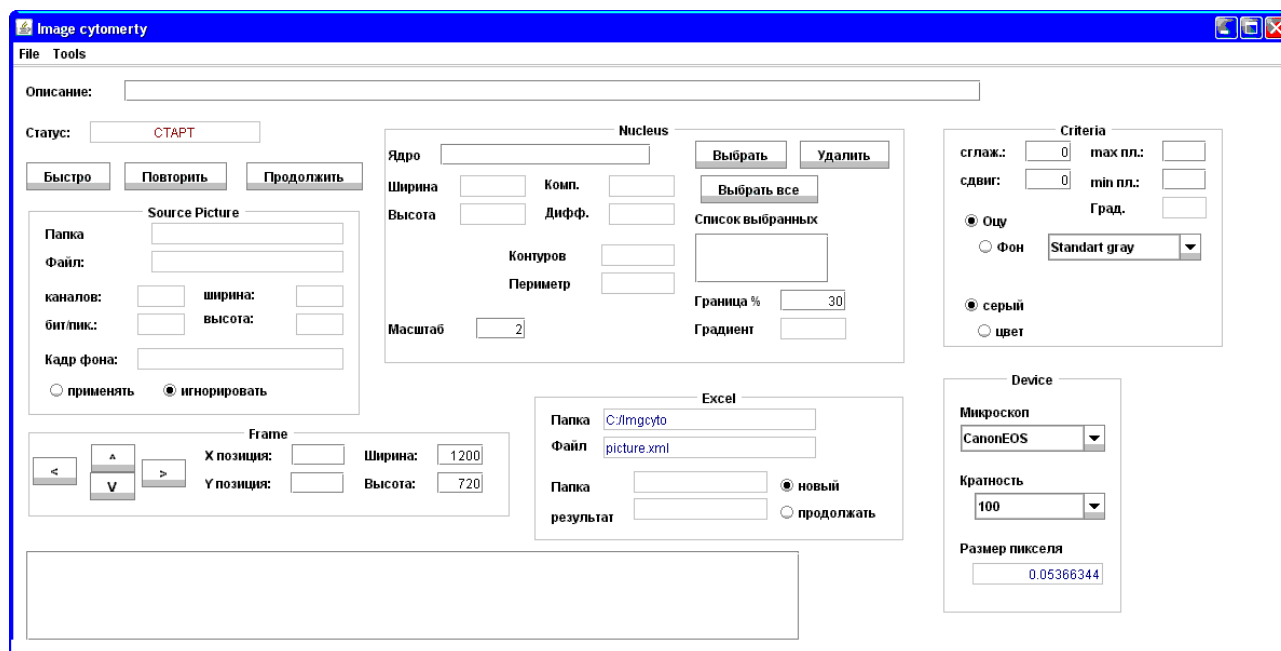 Image cytomerty
File Tools
Описание:
Статус: СТАРТ
Быстро Повторить Продолжить
Source Picture
Папка
Файл:
каналов: ширина:
бит/пик.: высота:
Кадр фона:
применять игнорировать
Frame
< ^ V >
X позиция: Ширина: 1200
Y позиция: Высота: 720
Nucleus
Ядро Выбрать Удалить
Ширина Комп. Выбрать все
Высота Дифф. Список выбранных
Контуров
Периметр
Граница % 30
Масштаб 2 Градиент
Excel
Папка C:/Imgcyto
Файл picture.xml
Папка новый
результат продолжать
Criteria
сглаж.: 0 max пл.:
сдвиг: 0 min пл.:
Град.
Оцу
Фон Standart gray
серый
цвет
Device
Микроскоп
CanonEOS
Кратность
100
Размер пикселя
0.05366344